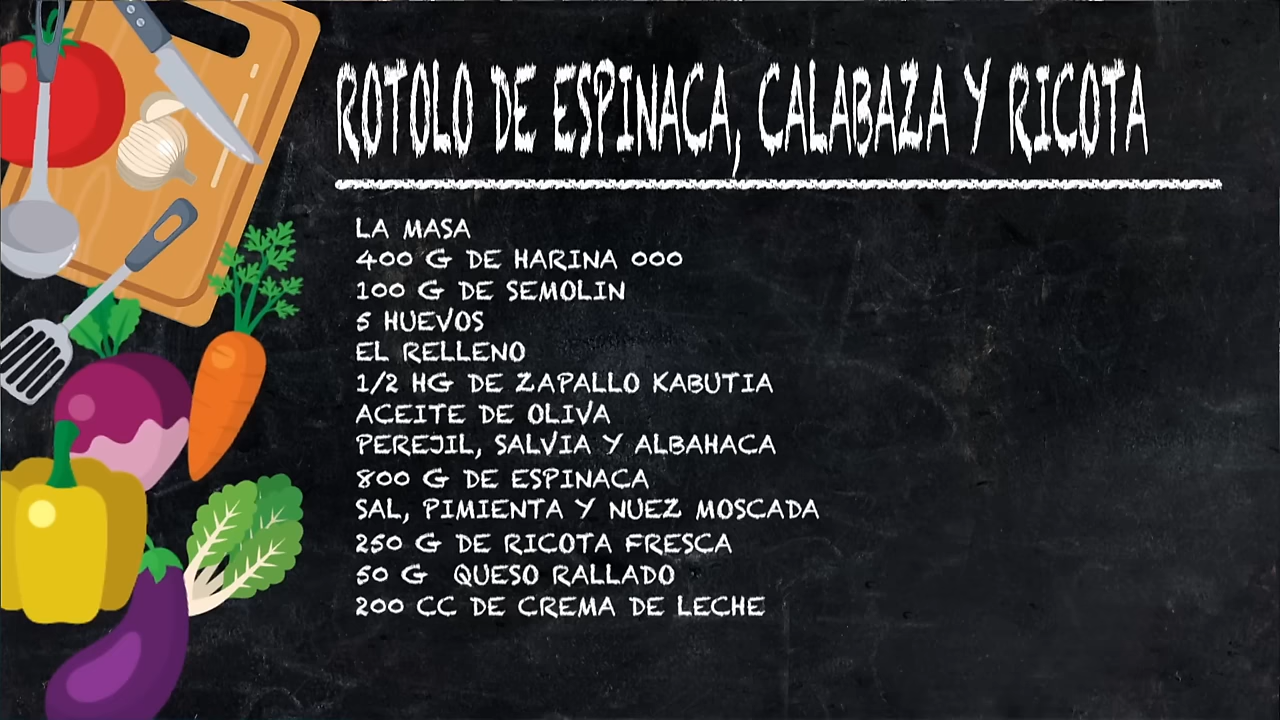 ROTOLO DE ESPINACA, CALABAZA Y RICOTA
LA MASA
400 G DE HARINA 000
100 G DE SEMOLIN
5 HUEVOS
EL RELLENO
1/2 HG DE ZAPALLO KABUTIA
ACEITE DE OLIVA
PEREJIL, SALVIA Y ALBAHACA
800 G DE ESPINACA
SAL, PIMIENTA Y NUEZ MOSCADA
250 G DE RICOTA FRESCA
50 G QUESO RALLADO
200 CC DE CREMA DE LECHE